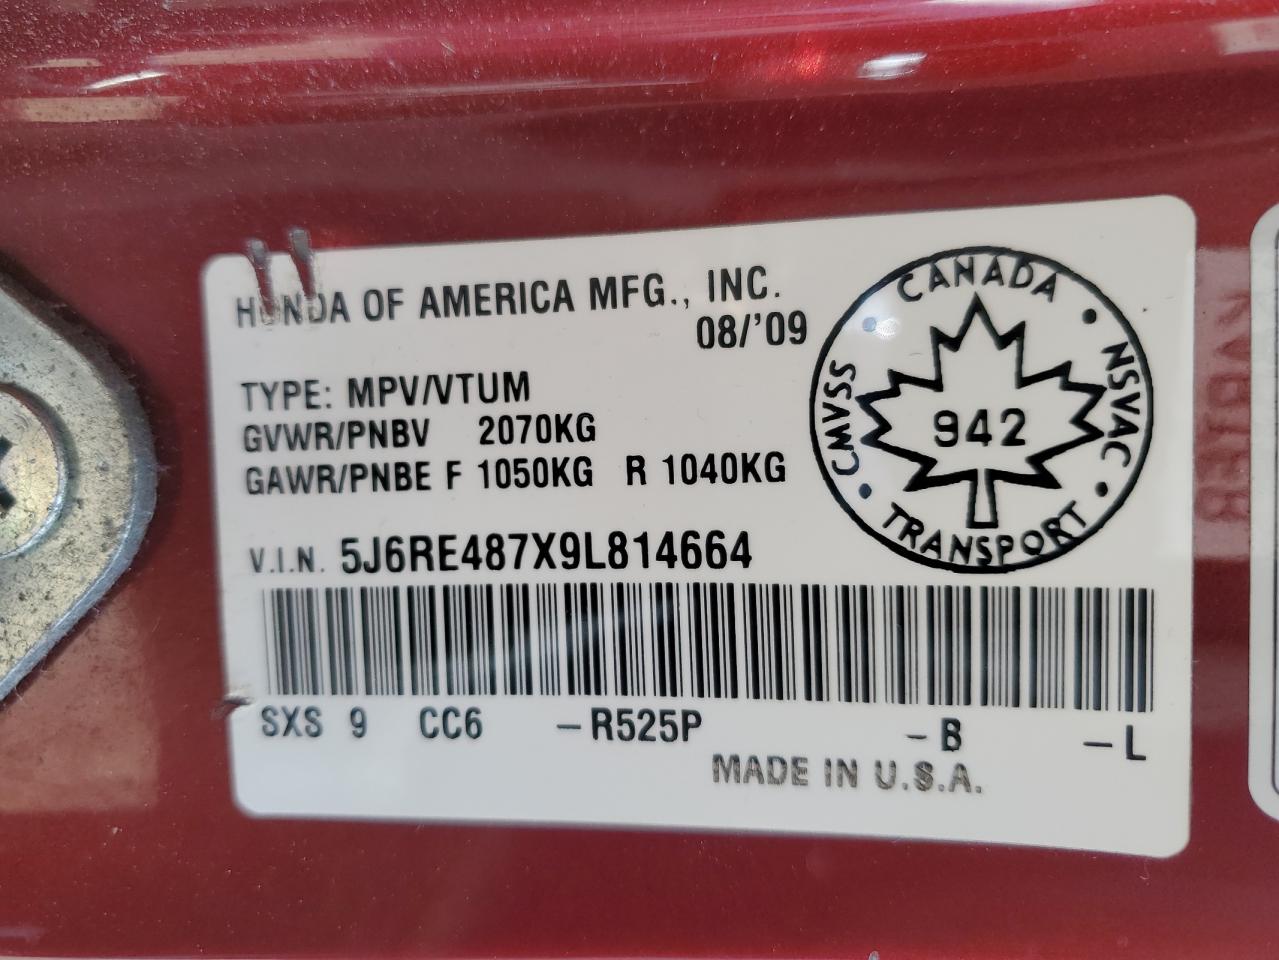 HONDA OF AMERICA MFG., INC.
08/'09
TYPE: MPV/VTUM
GVWR/PNBV 2070KG
GAWR/PNBE F 1050KG R 1040KG
V.I.N. 5J6RE487X9L814664
CANADA
NSVAC
TRANSPORT
CMVSS
942
SXS 9 CC6 –R525P –B –L
MADE IN U.S.A.